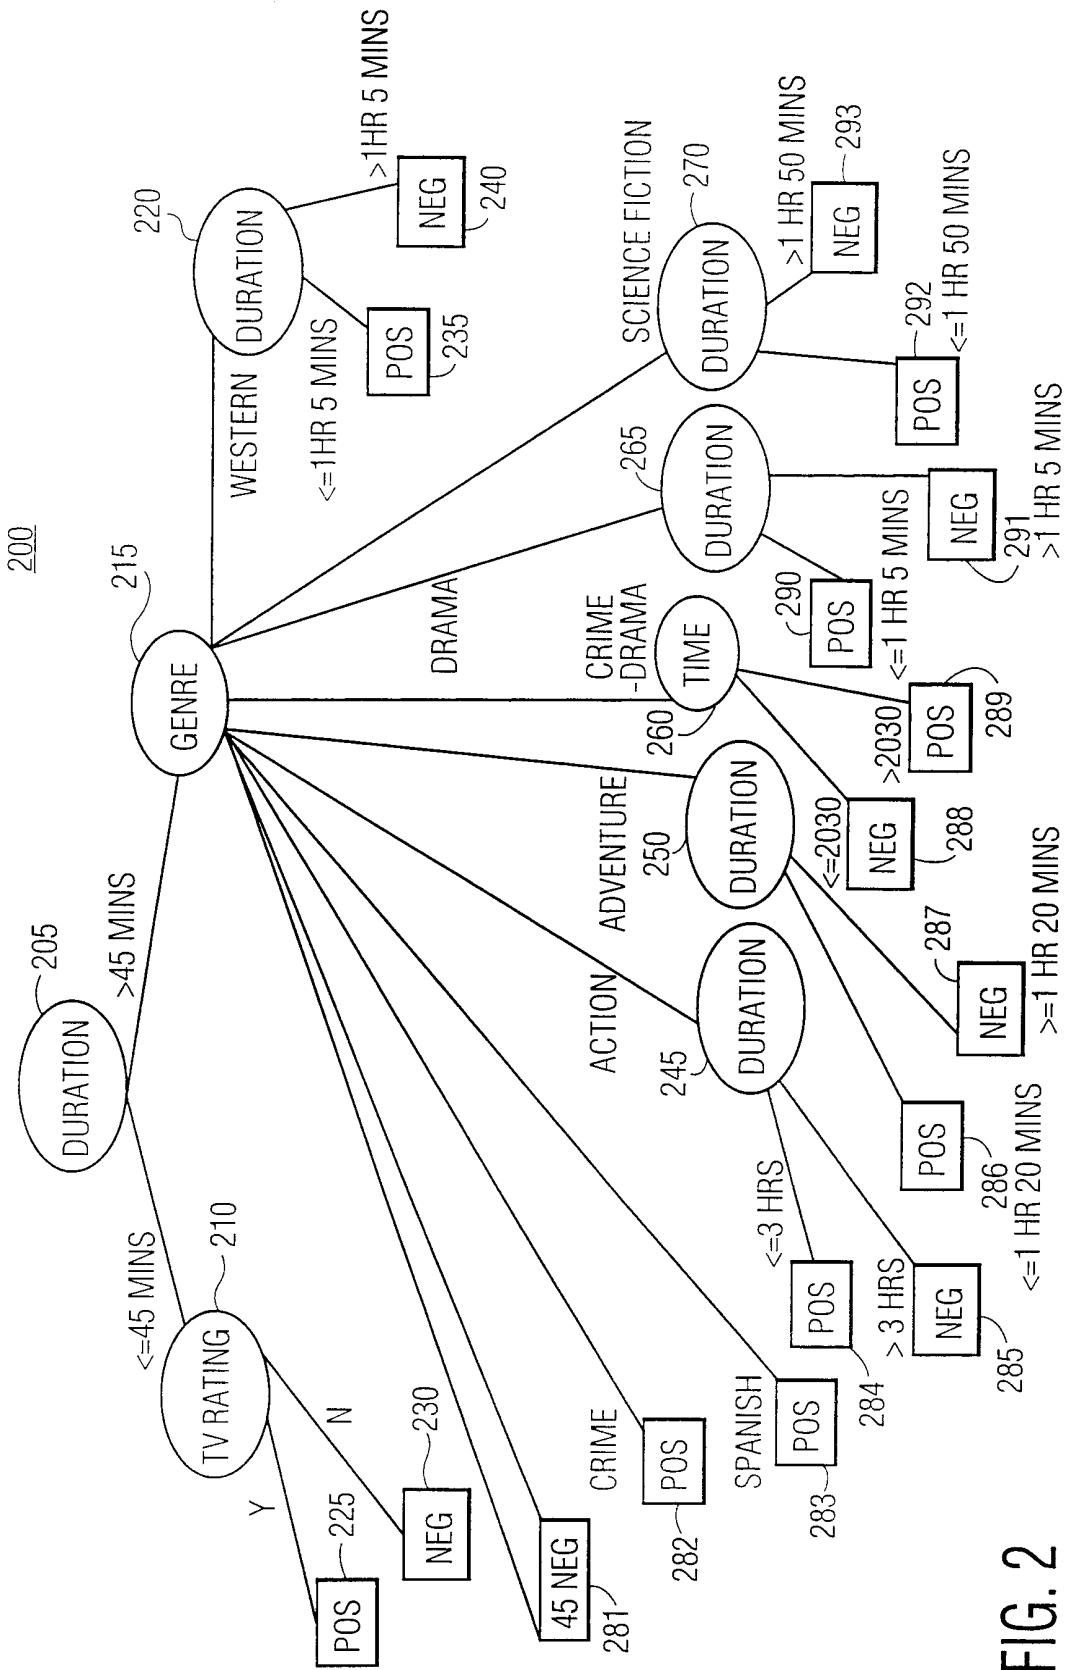 200
205
DURATION
<=45 MINS
>45 MINS
210
TV RATING
215
GENRE
220
DURATION
WESTERN
Y
N
POS
225
NEG
230
<=1HR 5 MINS
>1HR 5 MINS
POS
235
NEG
240
45 NEG
281
CRIME
POS
282
SPANISH
POS
283
ACTION
245
DURATION
<=3 HRS
POS
284
> 3 HRS
NEG
285
ADVENTURE
250
DURATION
POS
286
<=1 HR 20 MINS
NEG
287
>=1 HR 20 MINS
CRIME
-DRAMA
260
TIME
<=2030
NEG
288
>2030
POS
289
DRAMA
265
DURATION
290
POS
<=1 HR 5 MINS
NEG
291
>1 HR 5 MINS
SCIENCE FICTION
270
DURATION
292
POS
<=1 HR 50 MINS
>1 HR 50 MINS
NEG
293
FIG. 2